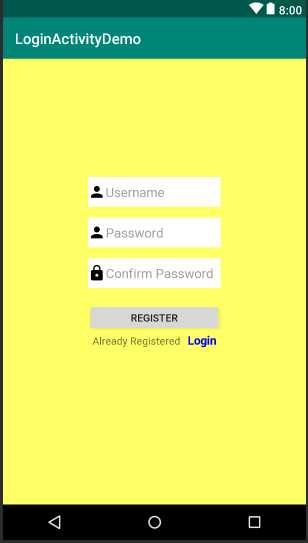 8:00
LoginActivityDemo
Username
Password
Confirm Password
REGISTER
Already Registered Login